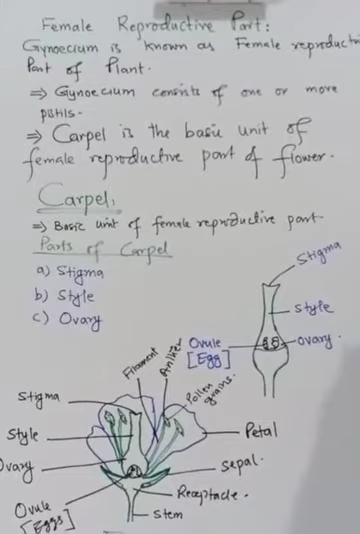 Female Reproductive Part:
Gynoecium is known as Female reproducti
Part of Plant.
⇒ Gynoecium consists of one or more
pistils.
⇒ Carpel is the basic unit of
female reproductive part of flower.
Carpel:
⇒ Basic unit of female reproductive part
Parts of Carpel
a) Stigma
b) Style
c) Ovary
Stigma
Style
Ovary
Ovule
[Egg]
Filament
Anther
Pollen
grains.
Stigma
Style
Ovary
Ovule
[Eggs]
Petal
Sepal
Receptacle.
Stem